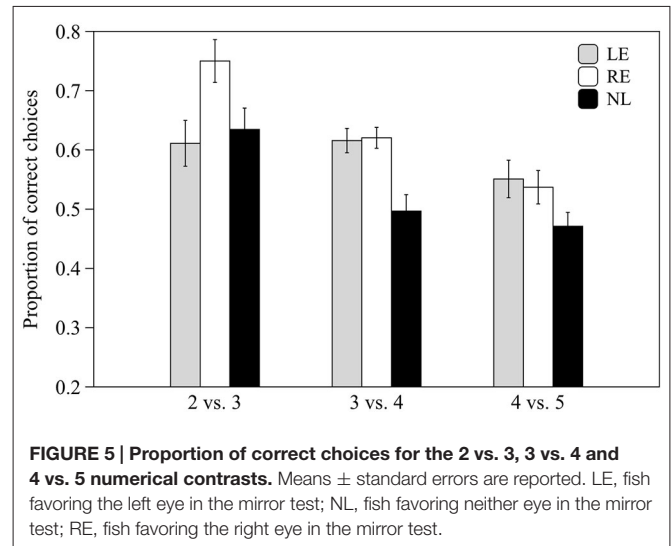 0.8
0.7
0.6
0.5
0.4
0.3
0.2
Proportion of correct choices
LE
RE
NL
2 vs. 3
3 vs. 4
4 vs. 5
FIGURE 5 | Proportion of correct choices for the 2 vs. 3, 3 vs. 4 and
4 vs. 5 numerical contrasts. Means ± standard errors are reported. LE, fish
favoring the left eye in the mirror test; NL, fish favoring neither eye in the mirror
test; RE, fish favoring the right eye in the mirror test.